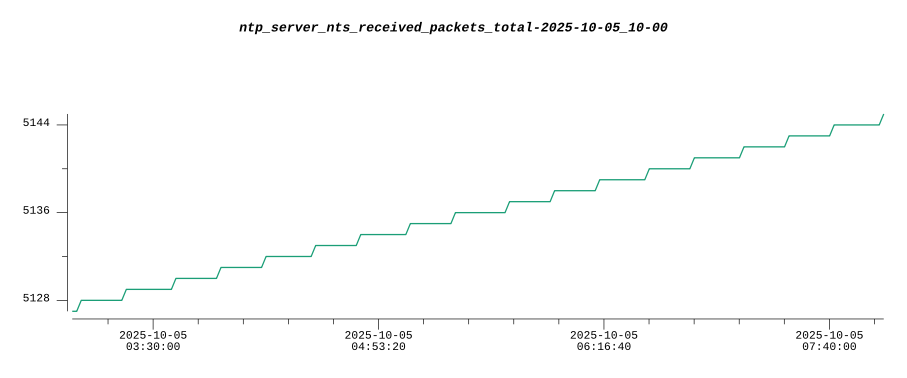 ntp_server_nts_received_packets_total-2025-10-05_10-00
5144
5136
5128
2025-10-05 2025-10-05 2025-10-05 2025-10-05
03:30:00 04:53:20 06:16:40 07:40:00